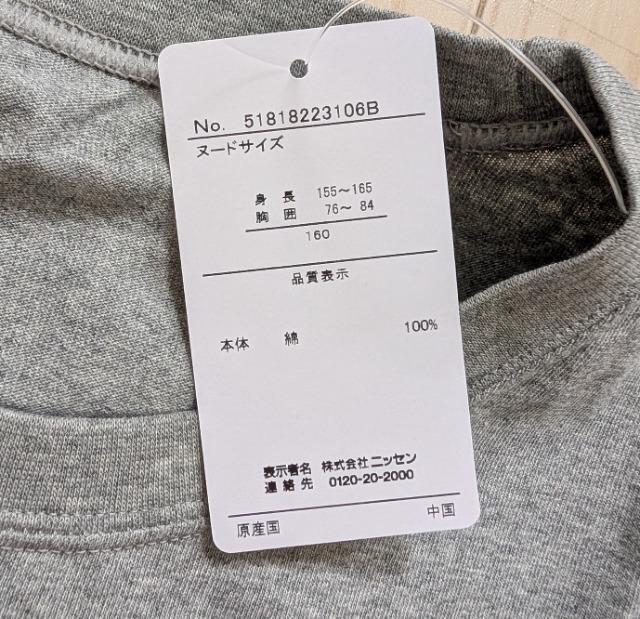 No. 51818223106B
ヌードサイズ
身長 155～165
胸囲 76～ 84
160
品質表示
本体 綿 100%
表示者名 株式会社ニッセン
連絡先 0120-20-2000
原産国 中国